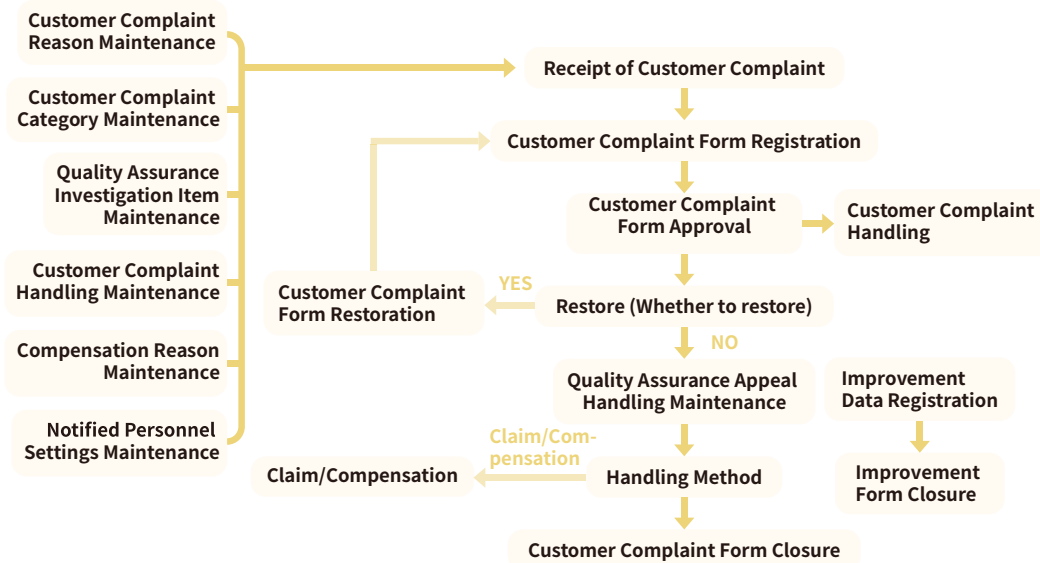 Customer Complaint
Reason Maintenance
Customer Complaint
Category Maintenance
Quality Assurance
Investigation Item
Maintenance
Customer Complaint
Handling Maintenance
Compensation Reason
Maintenance
Notified Personnel
Settings Maintenance
Receipt of Customer Complaint
Customer Complaint Form Registration
Customer Complaint
Form Approval
Customer Complaint
Handling
Restore (Whether to restore)
YES
Customer Complaint
Form Restoration
NO
Quality Assurance Appeal
Handling Maintenance
Improvement
Data Registration
Improvement
Form Closure
Handling Method
Claim/Com-
pensation
Claim/Compensation
Customer Complaint Form Closure